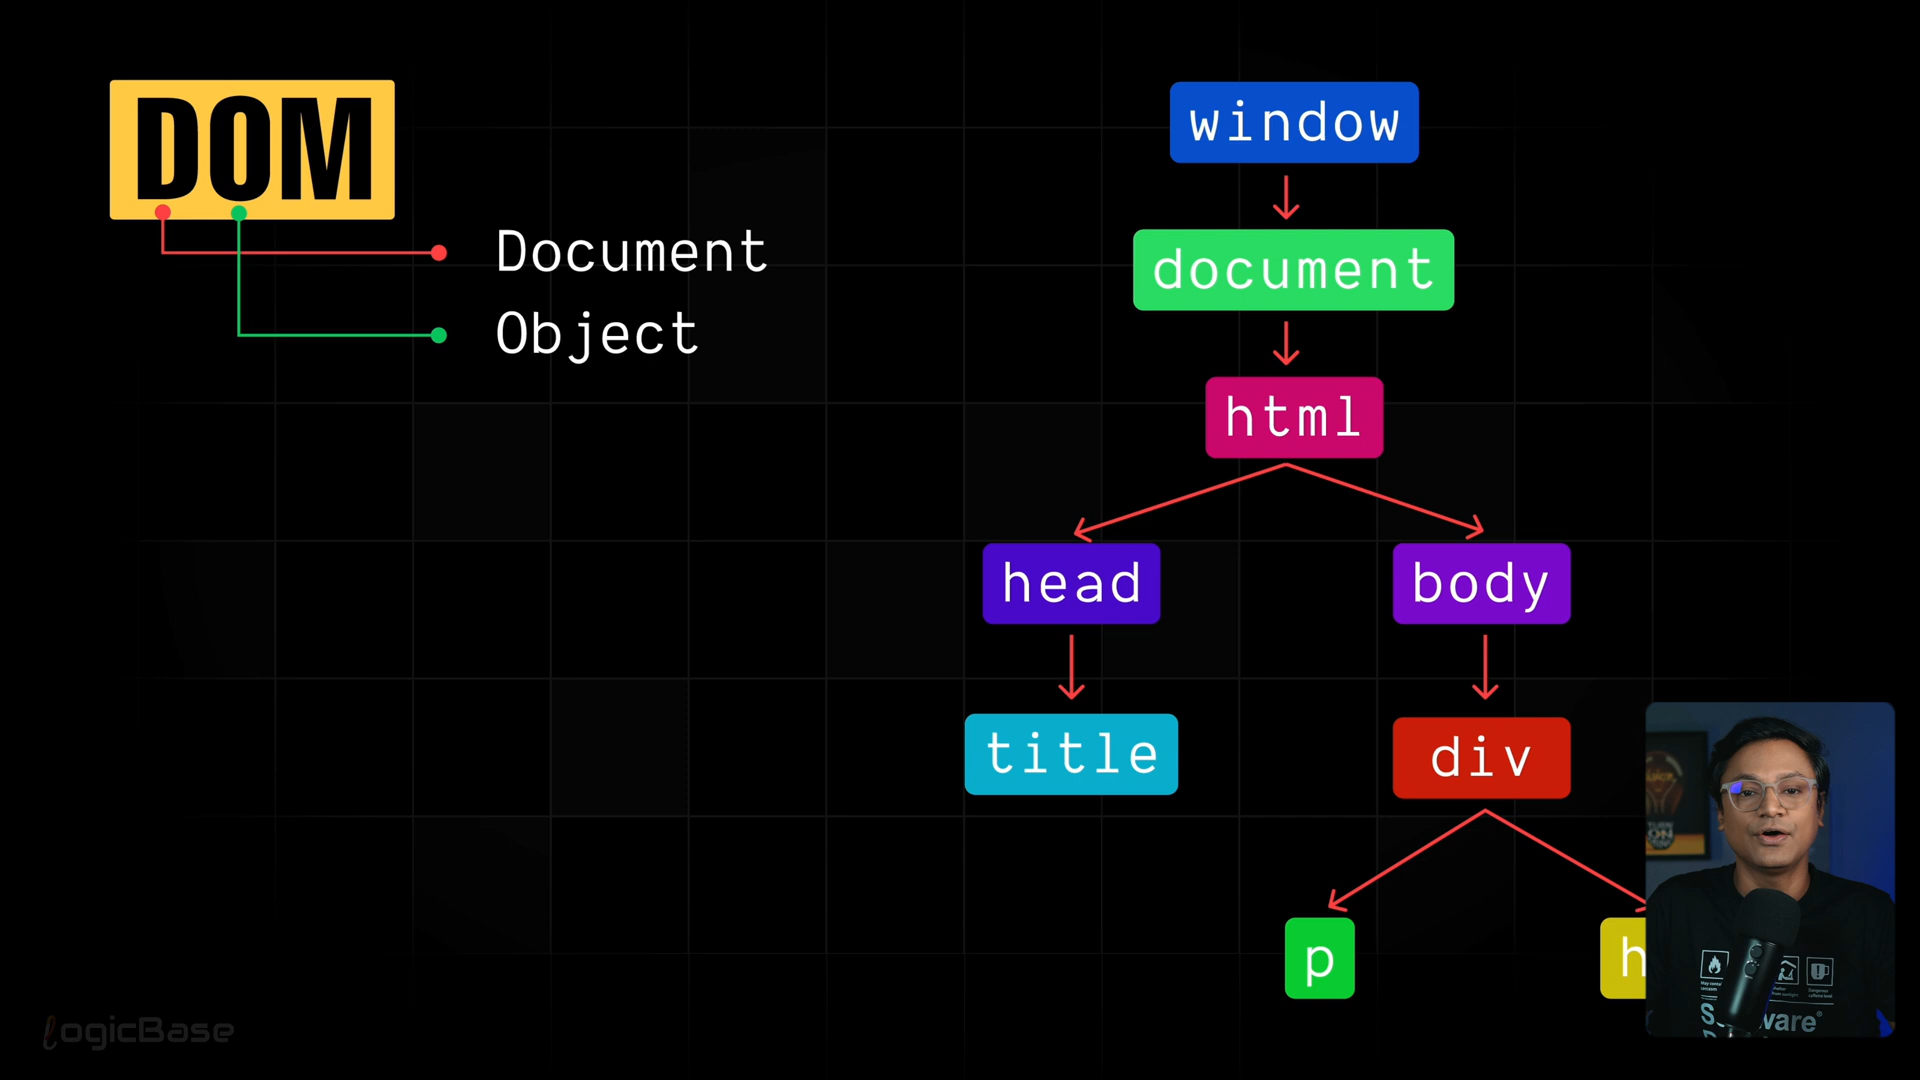 DOM
Document
Object
window
document
html
head
body
title
div
p
h
logicBase